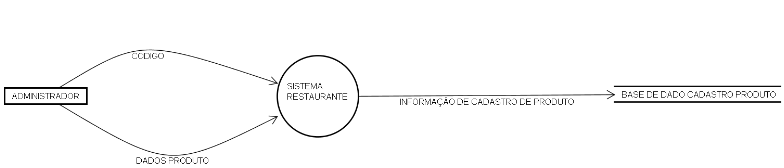 CODIGO
ADMINISTRADOR
SISTEMA
RESTAURANTE
INFORMAÇÃO DE CADASTRO DE PRODUTO
BASE DE DADO CADASTRO PRODUTO
DADOS PRODUTO